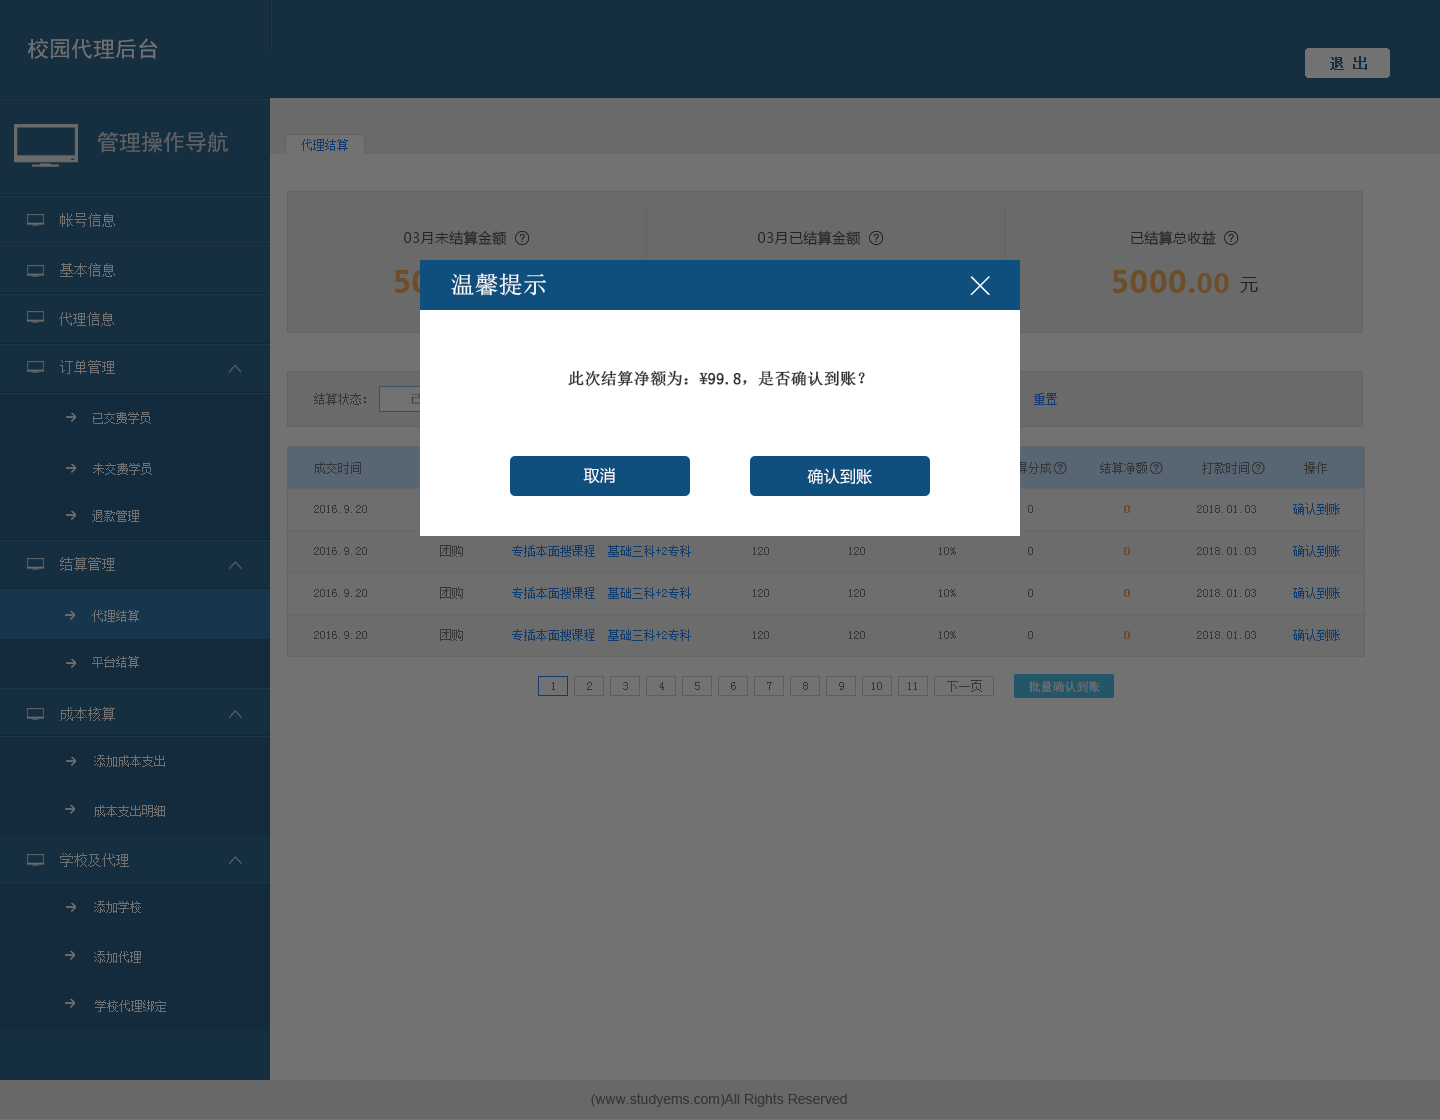 校园代理后台
退 出
管理操作导航
代理结算
帐号信息
基本信息
代理信息
订单管理
已交费学员
未交费学员
退款管理
结算管理
代理结算
平台结算
成本核算
添加成本支出
成本支出明细
学校及代理
添加学校
添加代理
学校代理绑定
03月未结算金额 ?
03月已结算金额 ?
已结算总收益 ?
5000.00 元
温馨提示
此次结算净额为：¥99.8，是否确认到账？
取消 确认到账
结算状态： 重置
成交时间 分成? 结算净额? 打款时间? 操作
2016.9.20 0 0 2018.01.03 确认到账
2016.9.20 团购 专插本面授课程 基础三科+2专科 120 120 10% 0 0 2018.01.03 确认到账
2016.9.20 团购 专插本面授课程 基础三科+2专科 120 120 10% 0 0 2018.01.03 确认到账
2016.9.20 团购 专插本面授课程 基础三科+2专科 120 120 10% 0 0 2018.01.03 确认到账
1 2 3 4 5 6 7 8 9 10 11 下一页 批量确认到账
(www.studyems.com)All Rights Reserved